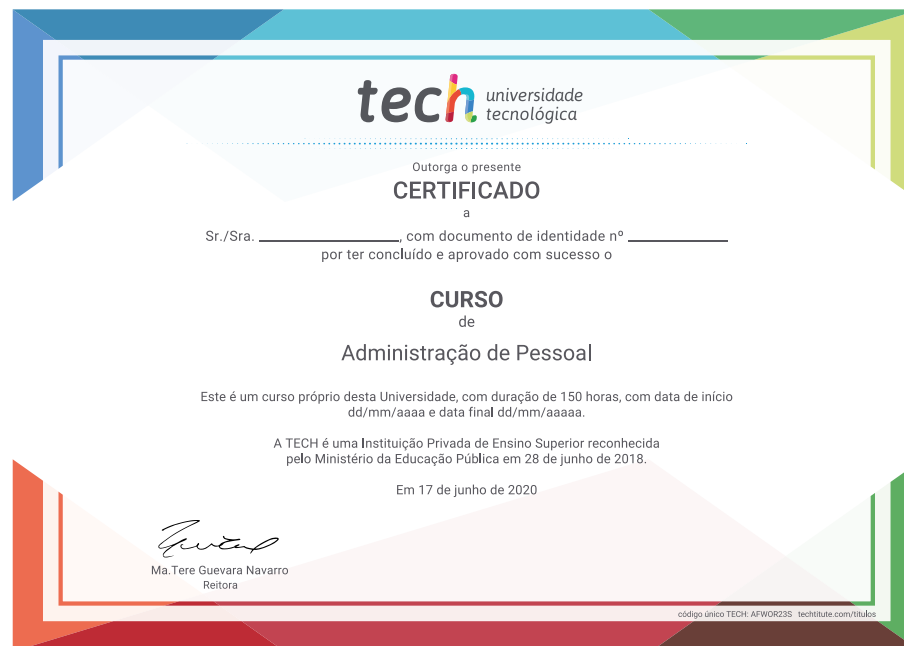 tech universidade
tecnológica
Outorga o presente
CERTIFICADO
a
Sr./Sra. ______________, com documento de identidade nº __________
por ter concluído e aprovado com sucesso o
CURSO
de
Administração de Pessoal
Este é um curso próprio desta Universidade, com duração de 150 horas, com data de início
dd/mm/aaaa e data final dd/mm/aaaaa.
A TECH é uma Instituição Privada de Ensino Superior reconhecida
pelo Ministério da Educação Pública em 28 de junho de 2018.
Em 17 de junho de 2020
Ma.Tere Guevara Navarro
Reitora
código único TECH: AFWOR23S techtitute.com/titulos